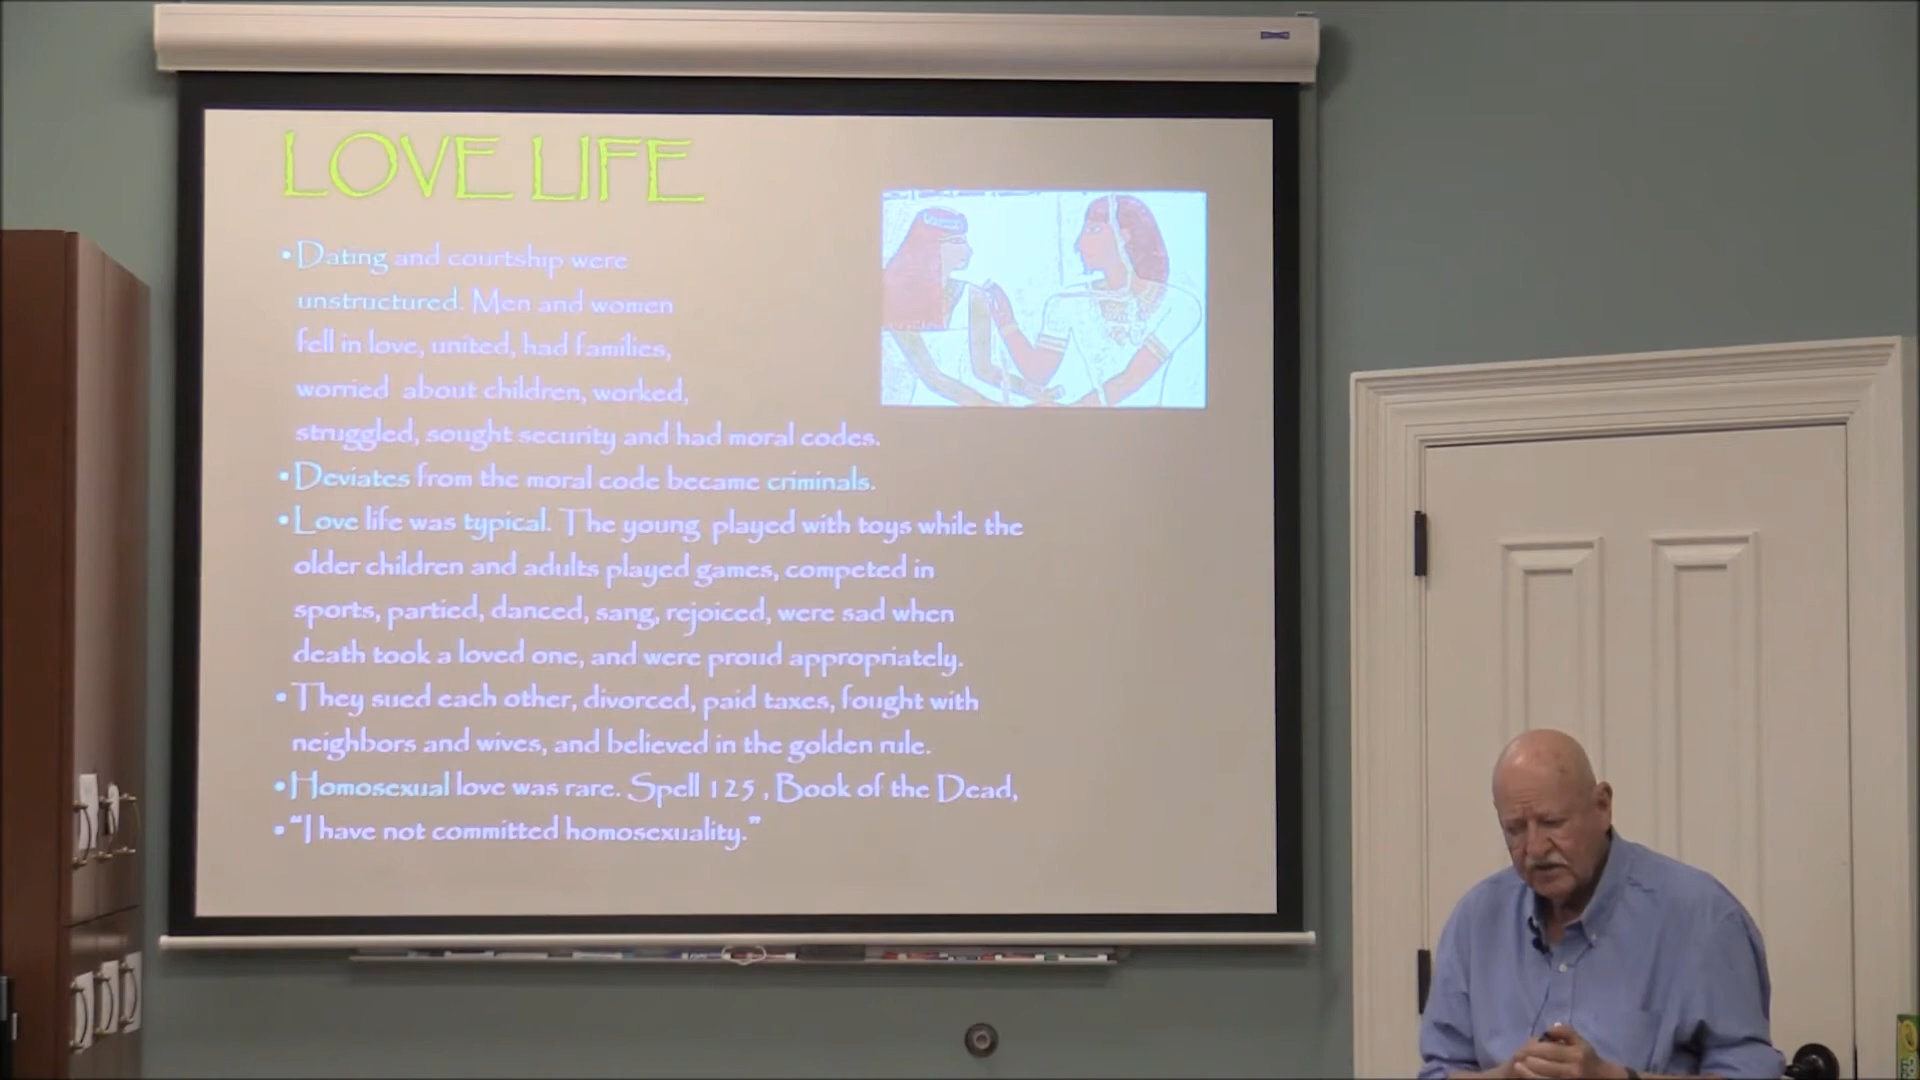 LOVE LIFE
•Dating and courtship were
unstructured. Men and women
fell in love, united, had families,
worried about children, worked,
struggled, sought security and had moral codes.
•Deviates from the moral code became criminals.
•Love life was typical. The young played with toys while the
older children and adults played games, competed in
sports, partied, danced, sang, rejoiced, were sad when
death took a loved one, and were proud appropriately.
•They sued each other, divorced, paid taxes, fought with
neighbors and wives, and believed in the golden rule.
•Homosexual love was rare. Spell 125 , Book of the Dead,
•"I have not committed homosexuality."